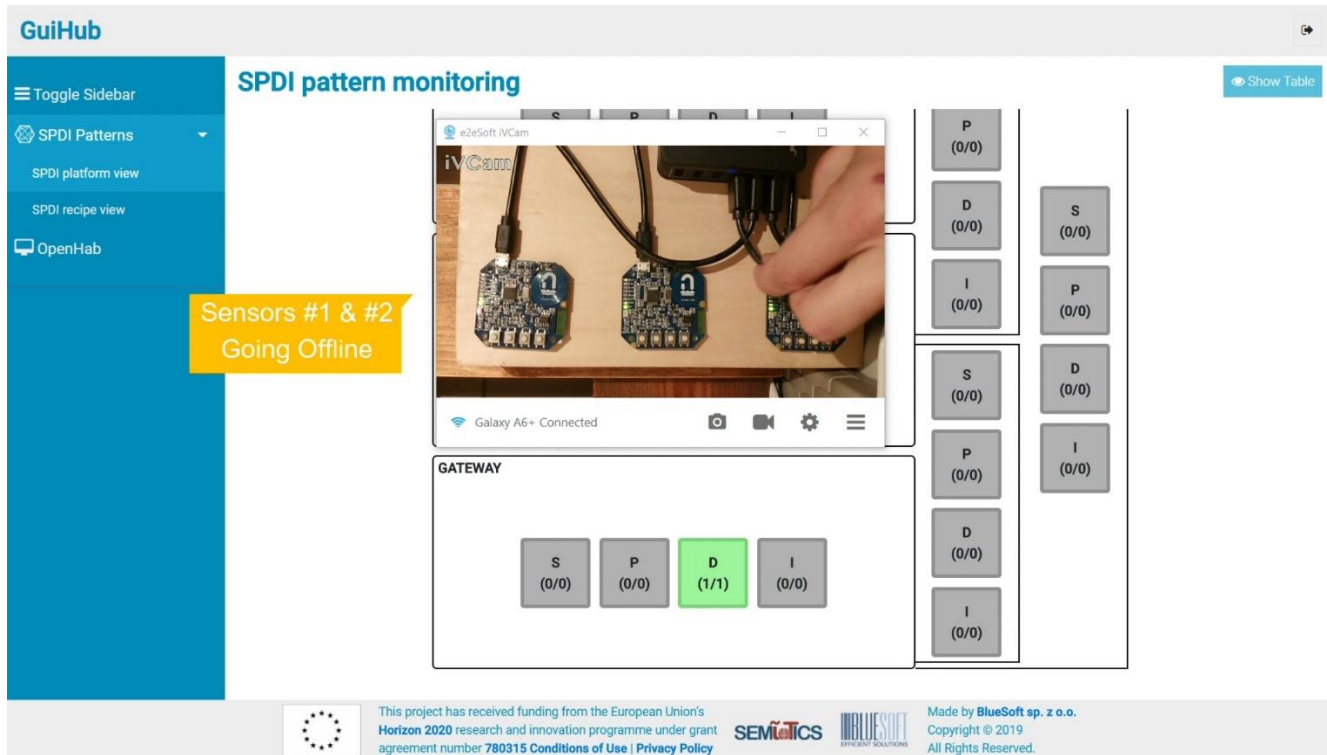 GuiHub
Toggle Sidebar
SPDI Patterns
SPDI platform view
SPDI recipe view
OpenHab
SPDI pattern monitoring
Show Table
S
P
D
I
e2eSoft iVCam
iVCam
Galaxy A6+ Connected
Sensors #1 & #2
Going Offline
P
(0/0)
D
(0/0)
I
(0/0)
S
(0/0)
P
(0/0)
D
(0/0)
I
(0/0)
S
(0/0)
P
(0/0)
D
(0/0)
I
(0/0)
GATEWAY
S
(0/0)
P
(0/0)
D
(1/1)
I
(0/0)
This project has received funding from the European Union's
Horizon 2020 research and innovation programme under grant
agreement number 780315 Conditions of Use | Privacy Policy
SEMIoTICS
BLUESOFT
EFFICIENT SOLUTIONS
Made by BlueSoft sp. z o.o.
Copyright © 2019
All Rights Reserved.